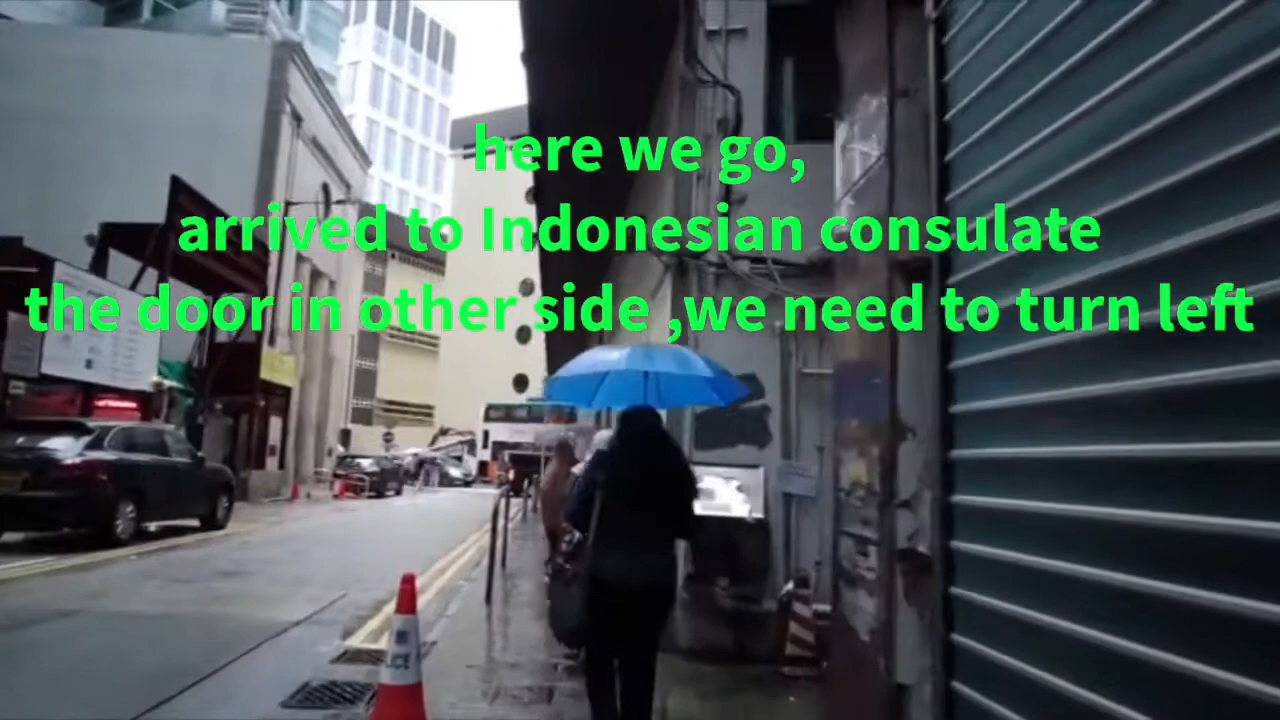 here we go,
arrived to Indonesian consulate
the door in other side ,we need to turn left